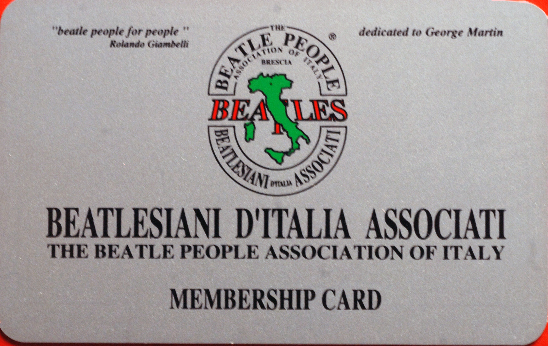 "beatle people for people "
Rolando Giambelli
dedicated to George Martin
THE
BEATLE PEOPLE
®
ASSOCIATION OF ITALY
BRESCIA
BEATLES
BEATLESIANI D'ITALIA ASSOCIATI
BEATLESIANI D'ITALIA ASSOCIATI
THE BEATLE PEOPLE ASSOCIATION OF ITALY
MEMBERSHIP CARD